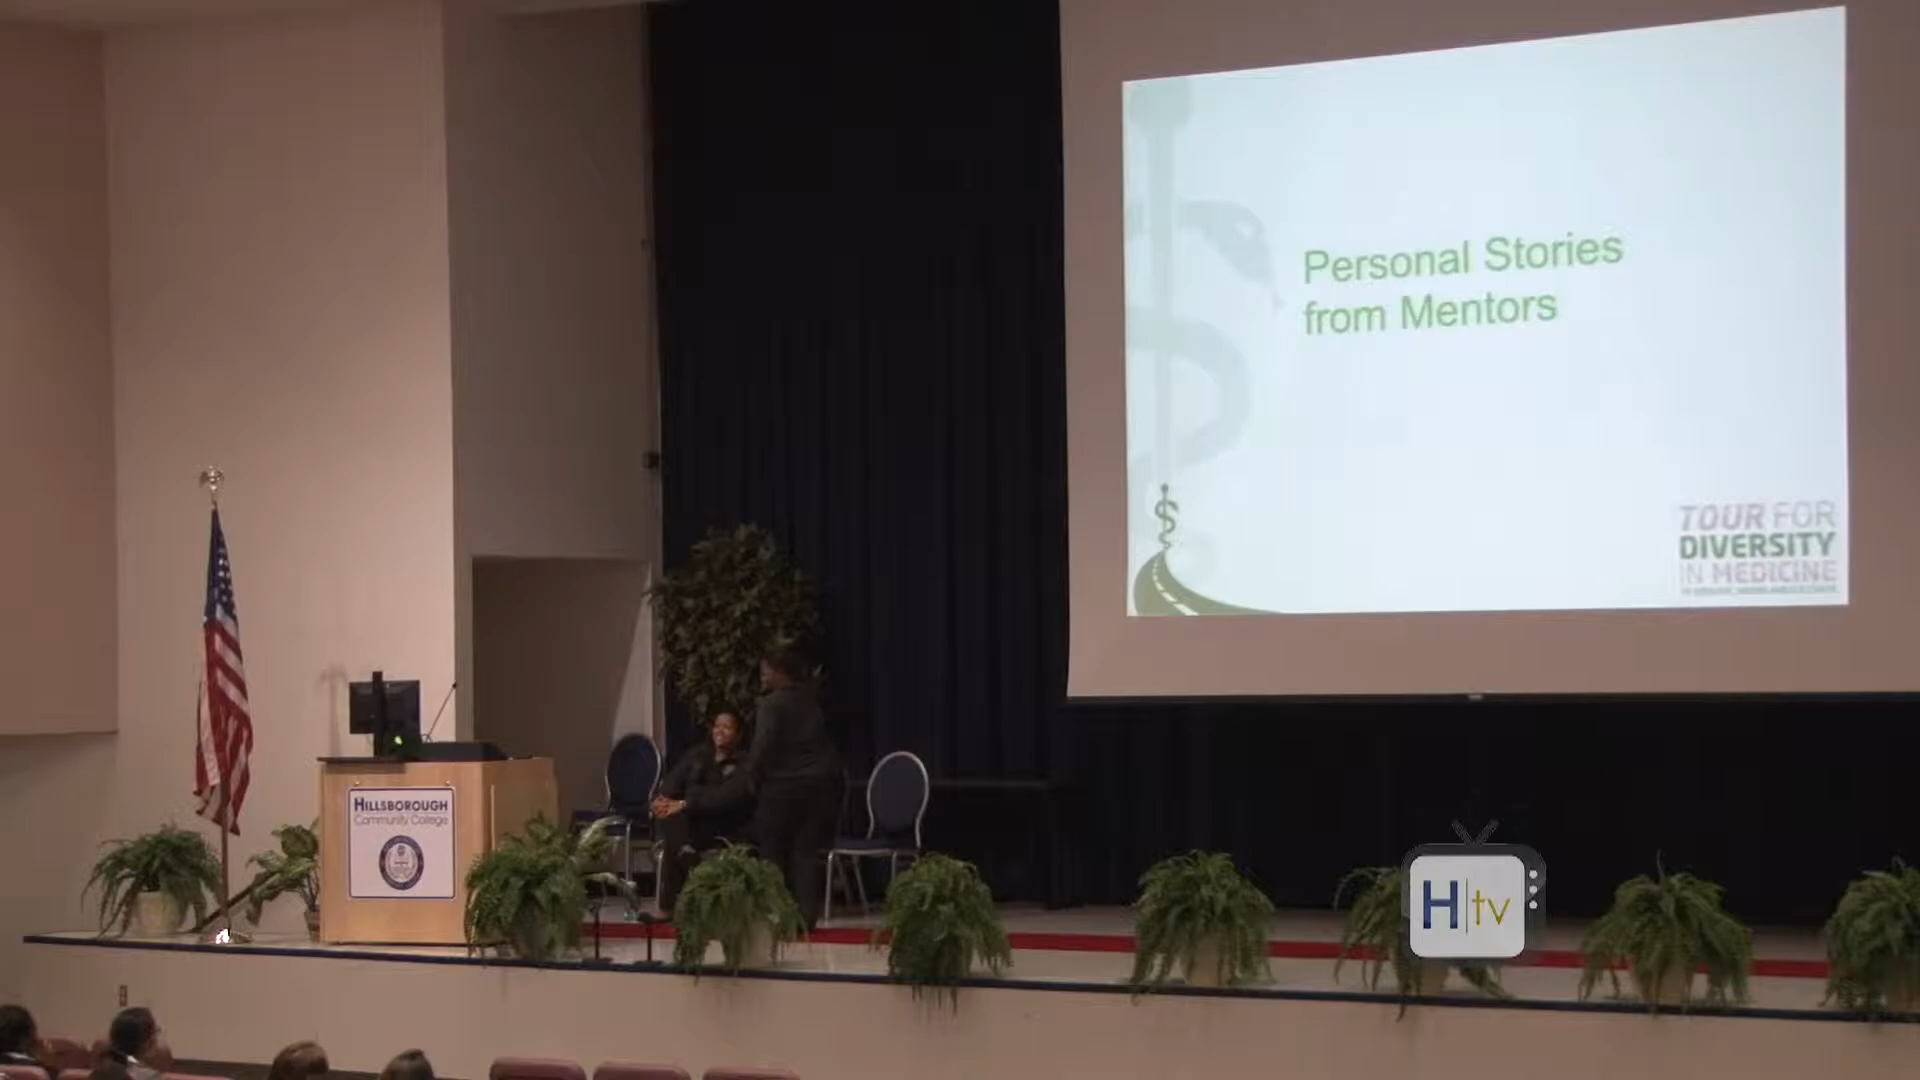 Personal Stories
from Mentors
TOUR FOR
DIVERSITY
IN MEDICINE
HILLSBOROUGH
Community College
H|tv